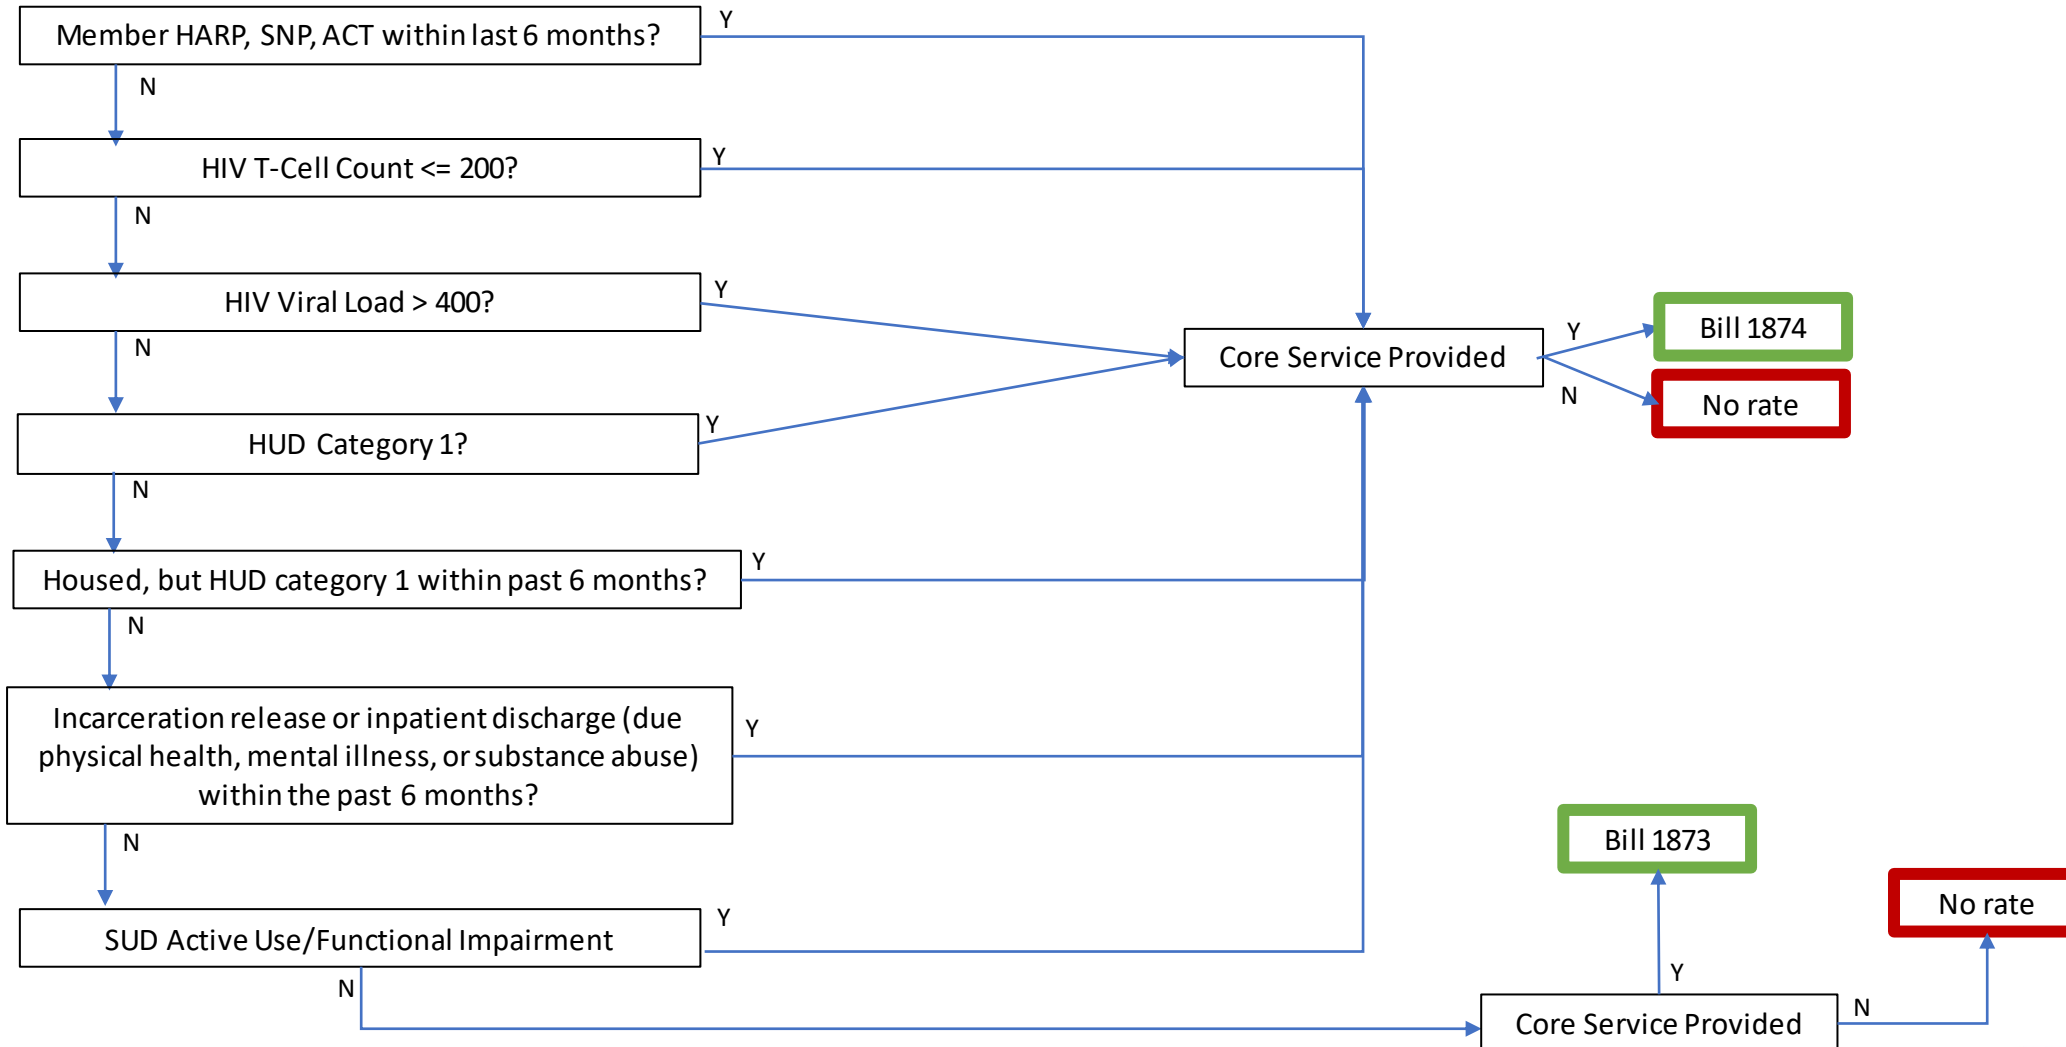 Member HARP, SNP, ACT within last 6 months?
Y
N
HIV T-Cell Count <= 200?
Y
N
HIV Viral Load > 400?
Y
N
HUD Category 1?
Y
N
Housed, but HUD category 1 within past 6 months?
Y
N
Incarceration release or inpatient discharge (due
physical health, mental illness, or substance abuse)
within the past 6 months?
Y
N
SUD Active Use/Functional Impairment
Y
N
Core Service Provided
Y
Bill 1874
N
No rate
Core Service Provided
Y
Bill 1873
N
No rate